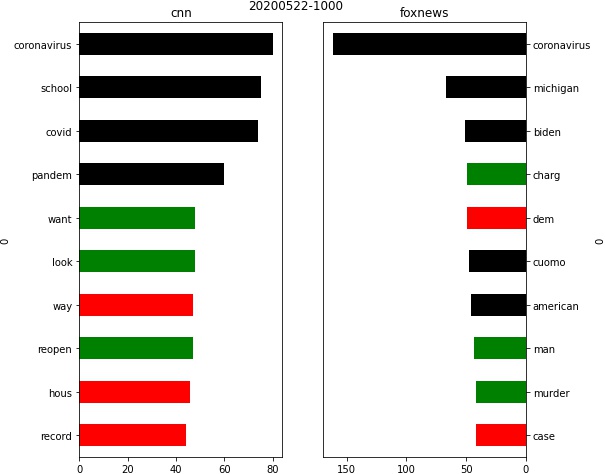 20200522-1000
cnn
foxnews
coronavirus
school
covid
pandem
want
look
way
reopen
hous
record
0
0 20 40 60 80
coronavirus
michigan
biden
charg
dem
cuomo
american
man
murder
case
0
150 100 50 0